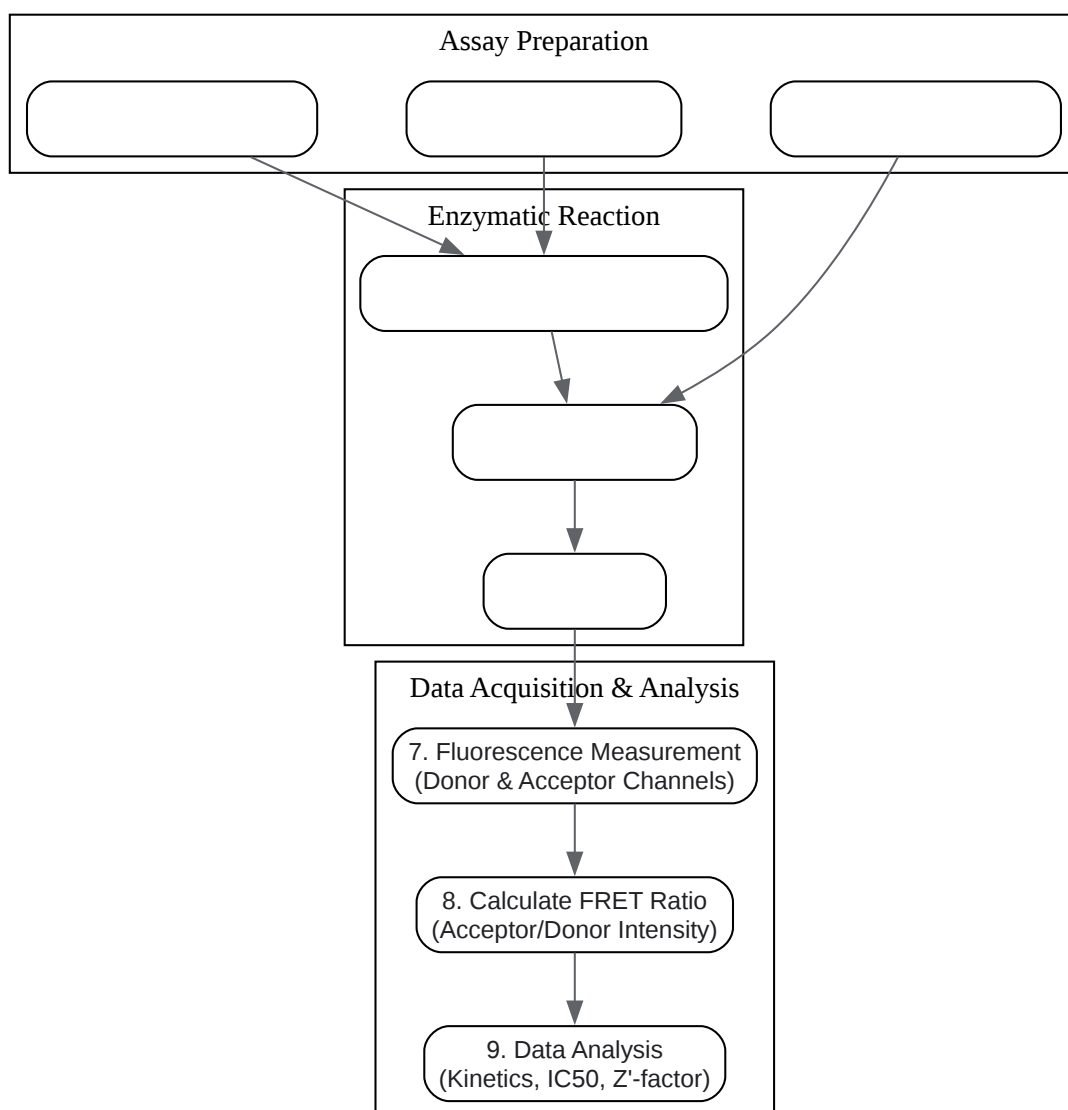 Assay Preparation
Enzymatic Reaction
Data Acquisition & Analysis
7. Fluorescence Measurement
(Donor & Acceptor Channels)
8. Calculate FRET Ratio
(Acceptor/Donor Intensity)
9. Data Analysis
(Kinetics, IC50, Z'-factor)